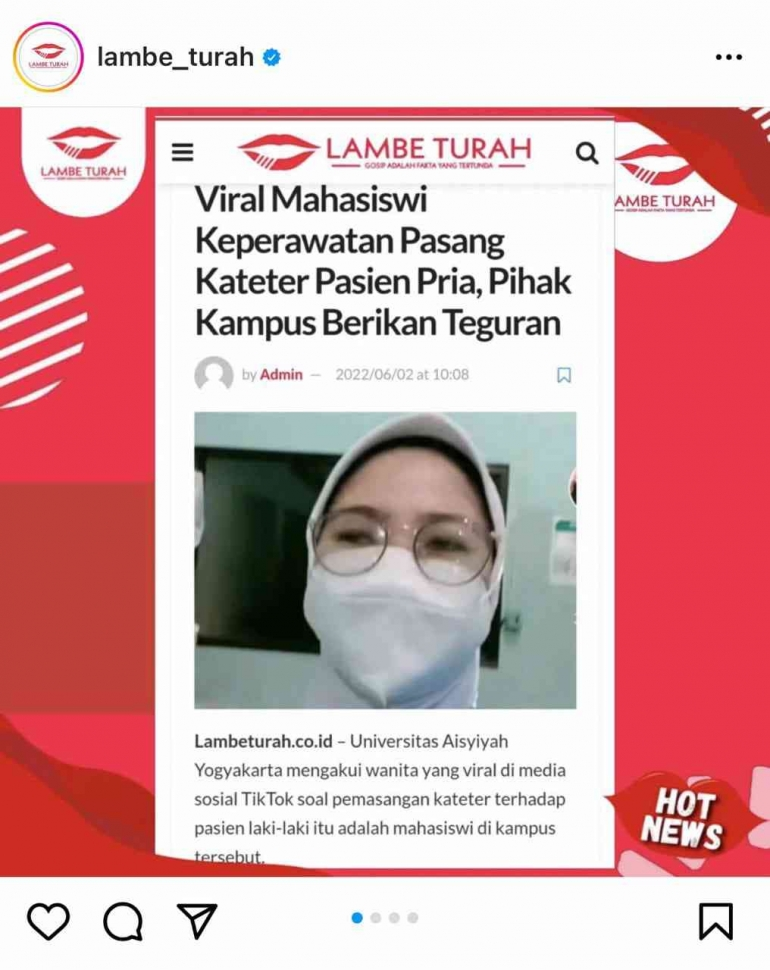 lambe_turah
LAMBE TURAH
LAMBE TURAH
LAMBE TURAH
GOSIP ADALAH FAKTA YANG TERTUNDA
AMBE TURAH
Viral Mahasiswi
Keperawatan Pasang
Kateter Pasien Pria, Pihak
Kampus Berikan Teguran
by Admin — 2022/06/02 at 10:08
Lambeturah.co.id – Universitas Aisyiyah
Yogyakarta mengakui wanita yang viral di media
sosial TikTok soal pemasangan kateter terhadap
pasien laki-laki itu adalah mahasiswi di kampus
tersebut.
HOT
NEWS